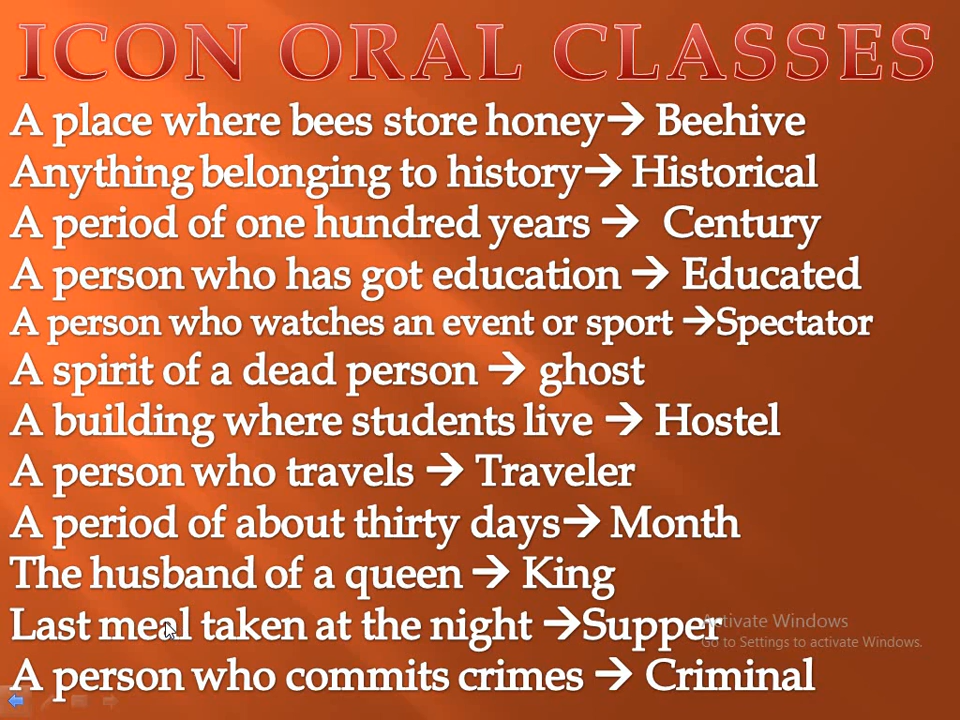 ICON ORAL CLASSES
A place where bees store honey→ Beehive
Anything belonging to history→ Historical
A period of one hundred years → Century
A person who has got education → Educated
A person who watches an event or sport →Spectator
A spirit of a dead person → ghost
A building where students live → Hostel
A person who travels → Traveler
A period of about thirty days→ Month
The husband of a queen → King
Last meal taken at the night →Supper
Activate Windows
Go to Settings to activate Windows.
A person who commits crimes → Criminal